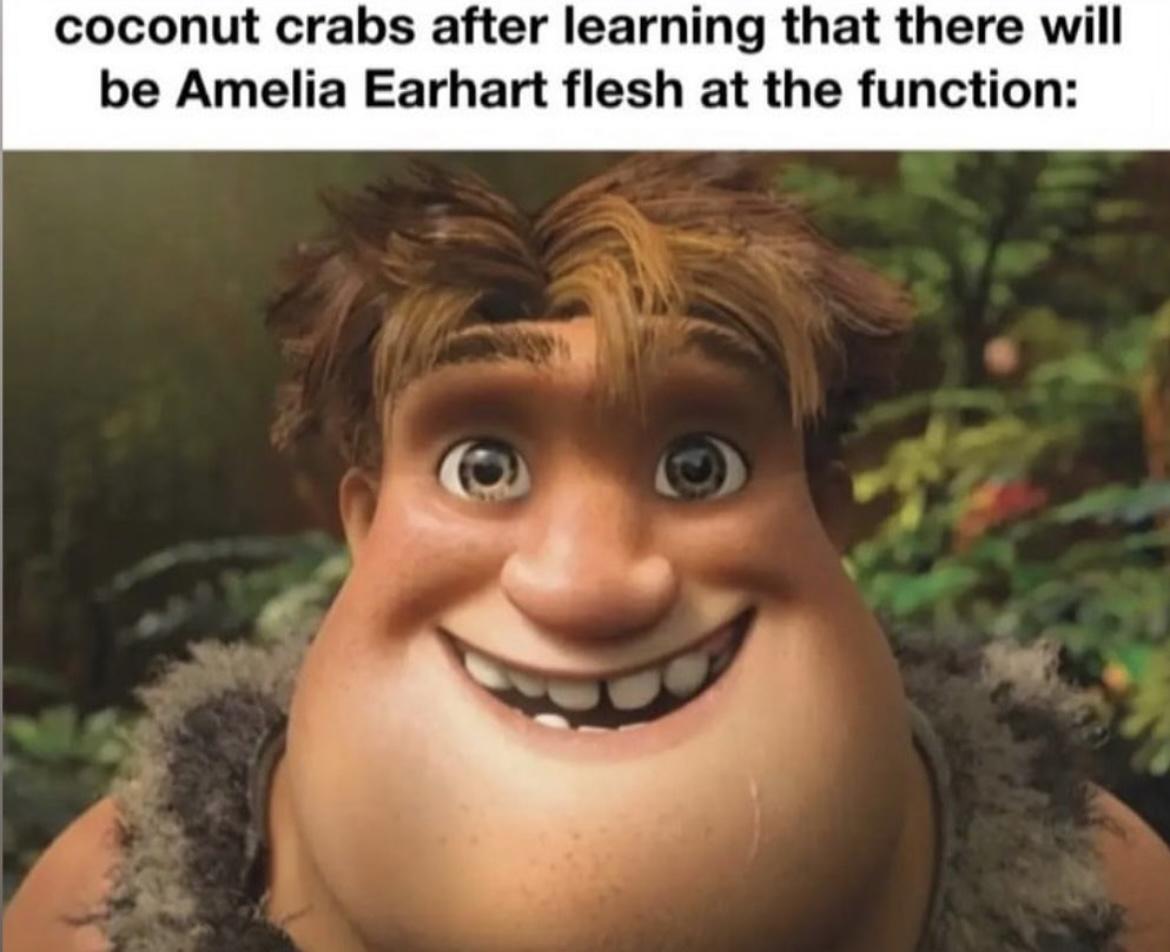 coconut crabs after learning that there will
be Amelia Earhart flesh at the function: